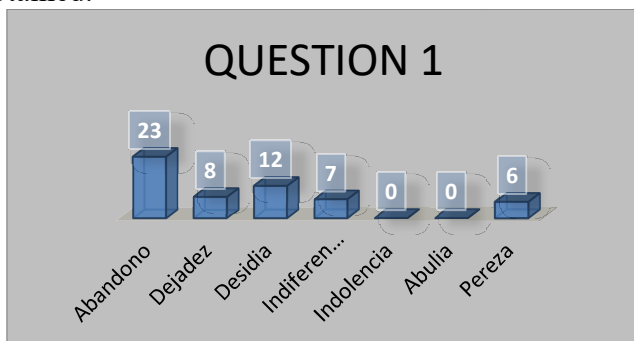 QUESTION 1
23
8
12
7
0
0
6
Abandono
Dejadez
Desidia
Indiferen...
Indolencia
Abulia
Pereza